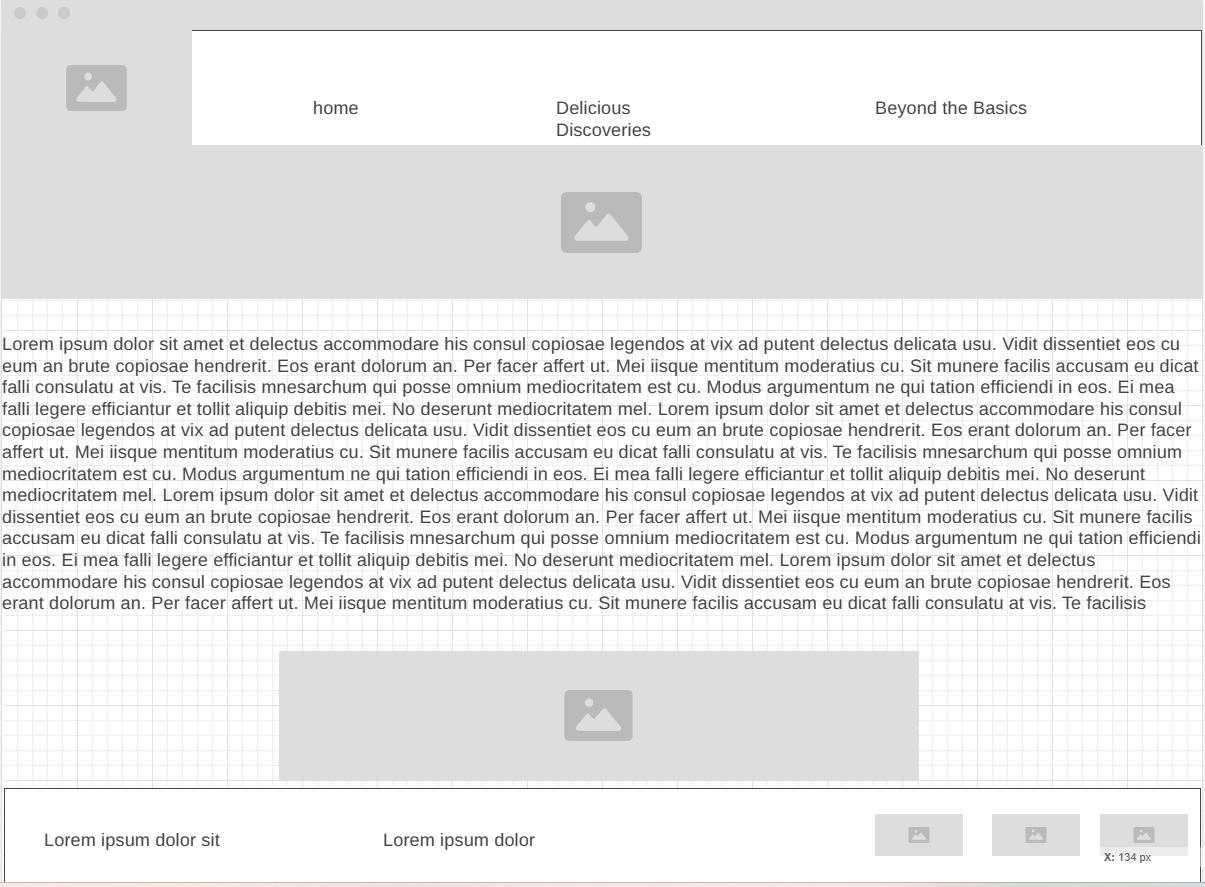 home
Delicious
Discoveries
Beyond the Basics
Lorem ipsum dolor sit amet et delectus accommodare his consul copiosae legendos at vix ad putent delectus delicata usu. Vidit dissentiet eos cu
eum an brute copiosae hendrerit. Eos erant dolorum an. Per facer affert ut. Mei iisque mentitum moderatius cu. Sit munere facilis accusam eu dicat
falli consulatu at vis. Te facilisis mnesarchum qui posse omnium mediocritatem est cu. Modus argumentum ne qui tation efficiendi in eos. Ei mea
falli legere efficiantur et tollit aliquip debitis mei. No deserunt mediocritatem mel. Lorem ipsum dolor sit amet et delectus accommodare his consul
copiosae legendos at vix ad putent delectus delicata usu. Vidit dissentiet eos cu eum an brute copiosae hendrerit. Eos erant dolorum an. Per facer
affert ut. Mei iisque mentitum moderatius cu. Sit munere facilis accusam eu dicat falli consulatu at vis. Te facilisis mnesarchum qui posse omnium
mediocritatem est cu. Modus argumentum ne qui tation efficiendi in eos. Ei mea falli legere efficiantur et tollit aliquip debitis mei. No deserunt
mediocritatem mel. Lorem ipsum dolor sit amet et delectus accommodare his consul copiosae legendos at vix ad putent delectus delicata usu. Vidit
dissentiet eos cu eum an brute copiosae hendrerit. Eos erant dolorum an. Per facer affert ut. Mei iisque mentitum moderatius cu. Sit munere facilis
accusam eu dicat falli consulatu at vis. Te facilisis mnesarchum qui posse omnium mediocritatem est cu. Modus argumentum ne qui tation efficiendi
in eos. Ei mea falli legere efficiantur et tollit aliquip debitis mei. No deserunt mediocritatem mel. Lorem ipsum dolor sit amet et delectus
accommodare his consul copiosae legendos at vix ad putent delectus delicata usu. Vidit dissentiet eos cu eum an brute copiosae hendrerit. Eos
erant dolorum an. Per facer affert ut. Mei iisque mentitum moderatius cu. Sit munere facilis accusam eu dicat falli consulatu at vis. Te facilisis
Lorem ipsum dolor sit
Lorem ipsum dolor
X: 134 px